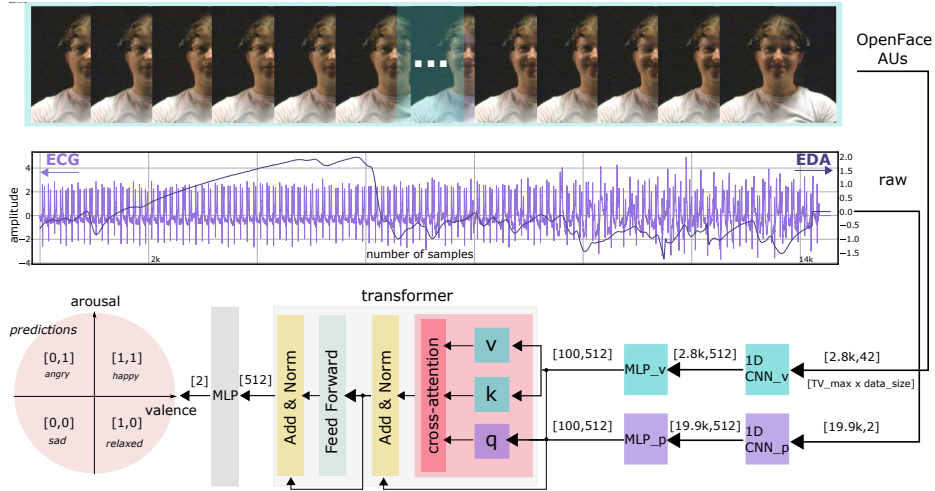 OpenFace
AUs
...
ECG
EDA
raw
amplitude
4
2
0
−2
−4
2.0
1.5
1.0
0.5
0.0
−0.5
−1.0
−1.5
2k
number of samples
14k
transformer
arousal
predictions
[0,1]
angry
[1,1]
happy
valence
[0,0]
sad
[1,0]
relaxed
[2]
MLP
[512]
Add & Norm
Feed Forward
Add & Norm
cross-attention
v
k
q
[100,512]
MLP_v
[2.8k,512]
1D
CNN_v
[2.8k,42]
[TV_max x data_size]
[100,512]
MLP_p
[19.9k,512]
1D
CNN_p
[19.9k,2]